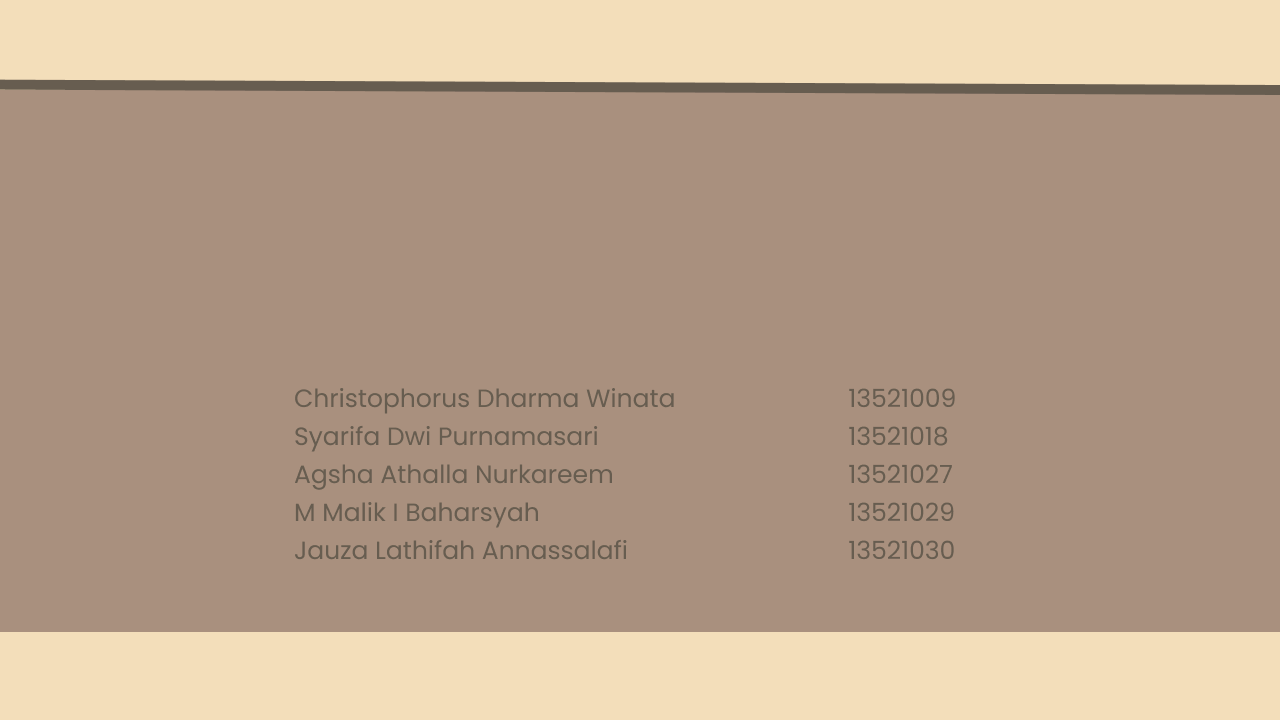 Christophorus Dharma Winata 13521009
Syarifa Dwi Purnamasari 13521018
Agsha Athalla Nurkareem 13521027
M Malik I Baharsyah 13521029
Jauza Lathifah Annassalafi 13521030